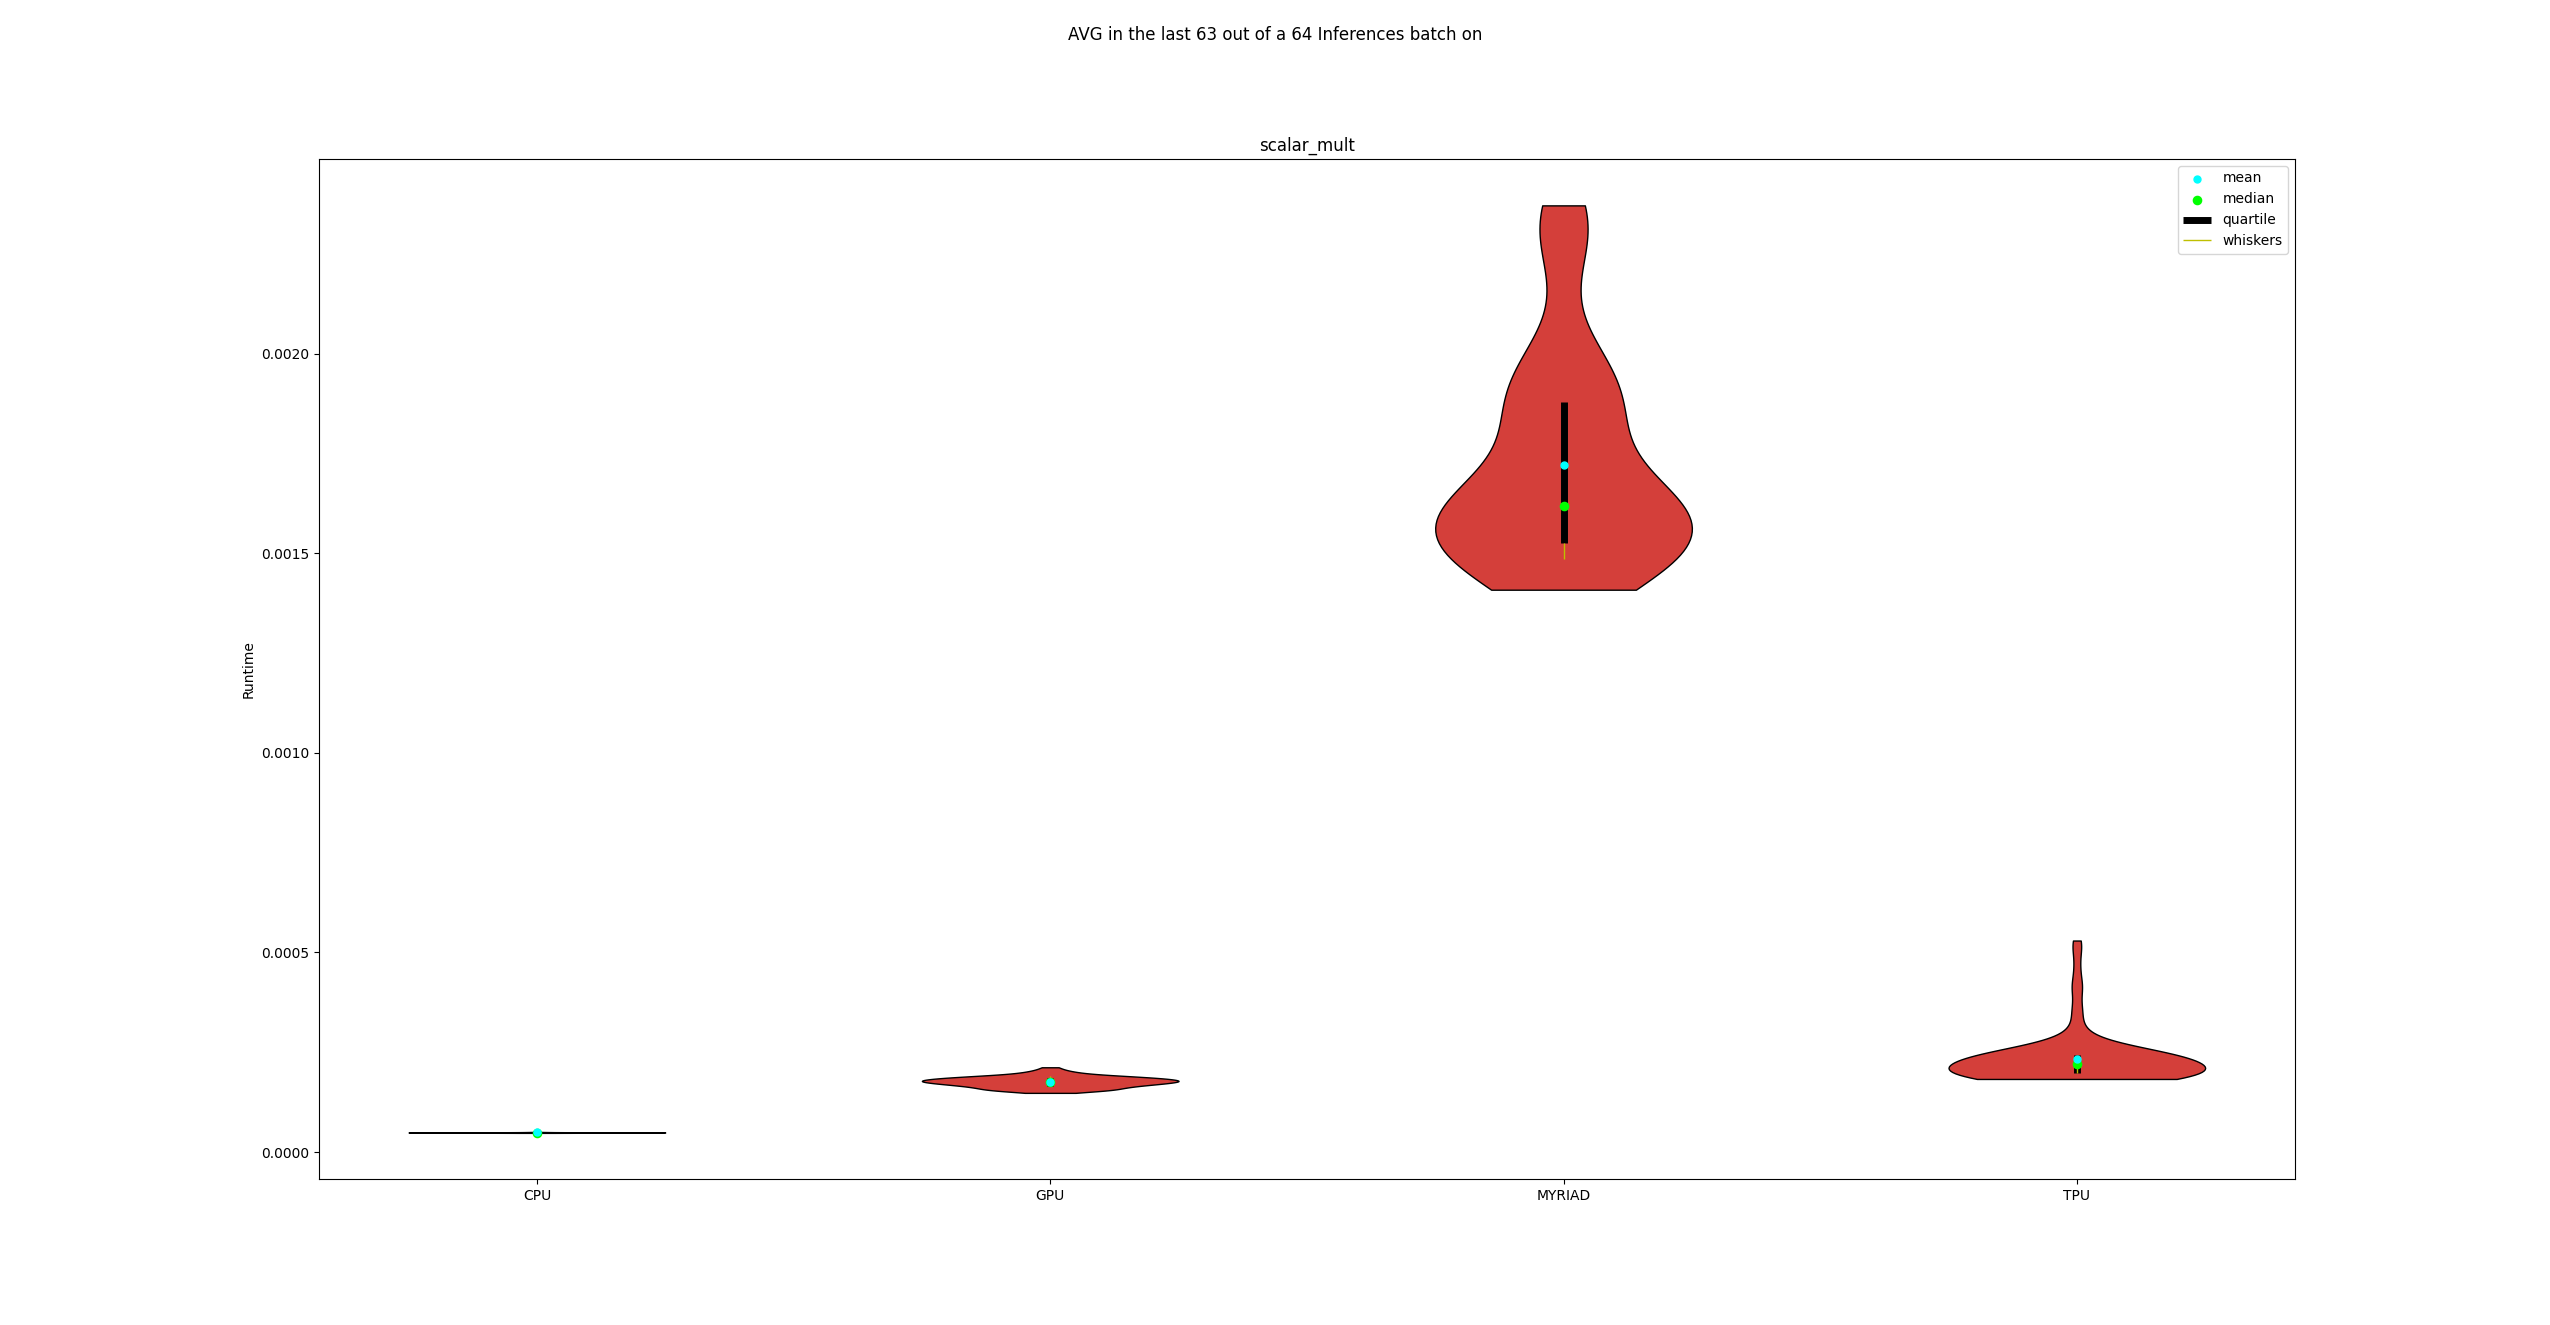 AVG in the last 63 out of a 64 Inferences batch on
scalar_mult
mean
median
quartile
whiskers
Runtime
0.0020
0.0015
0.0010
0.0005
0.0000
CPU
GPU
MYRIAD
TPU